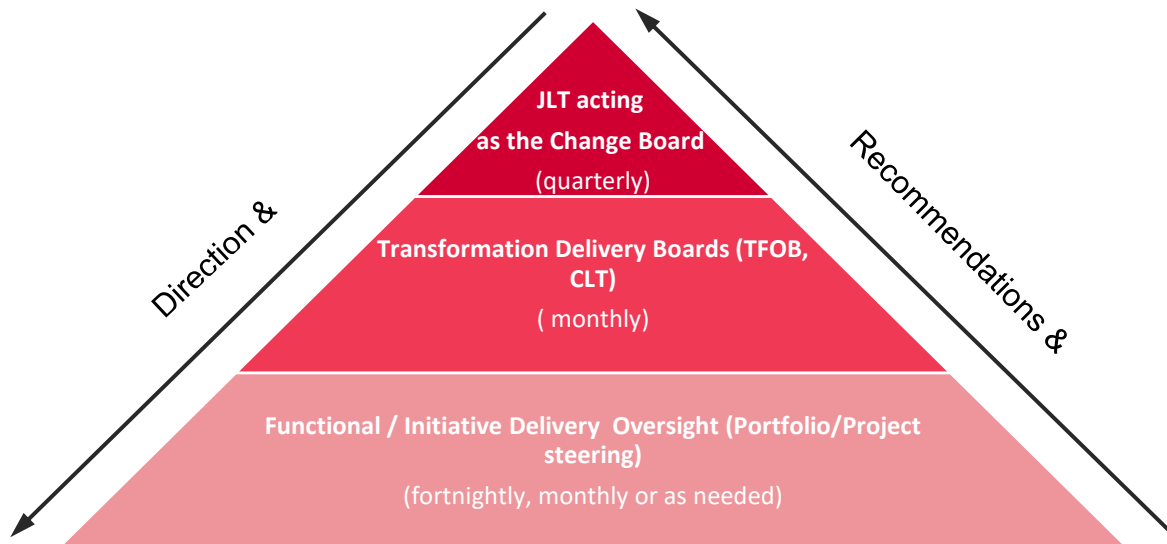 JLT acting
as the Change Board
(quarterly)
Direction &
Recommendations &
Transformation Delivery Boards (TFOB,
CLT)
( monthly)
Functional / Initiative Delivery  Oversight (Portfolio/Project
steering)
(fortnightly, monthly or as needed)